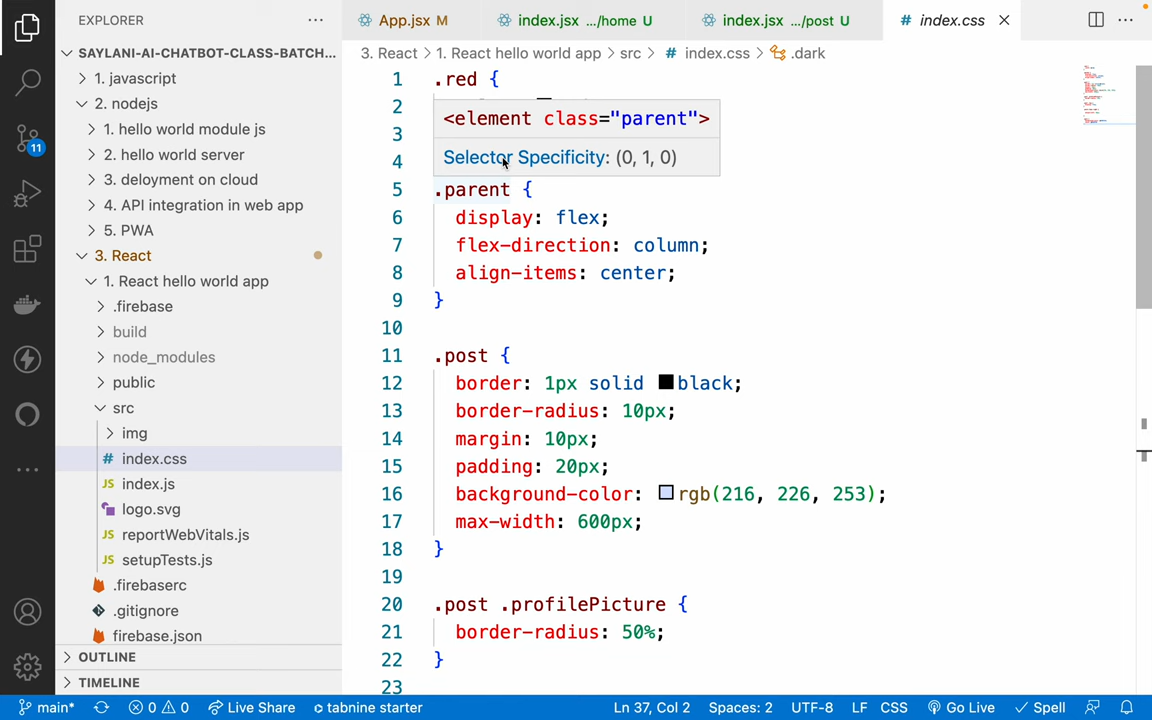 EXPLORER
SAYLANI-AI-CHATBOT-CLASS-BATCH...
1. javascript
2. nodejs
1. hello world module js
2. hello world server
3. deloyment on cloud
4. API integration in web app
5. PWA
3. React
1. React hello world app
.firebase
build
node_modules
public
src
img
# index.css
JS index.js
logo.svg
JS reportWebVitals.js
JS setupTests.js
.firebaserc
.gitignore
firebase.json
OUTLINE
TIMELINE
11
App.jsx M
index.jsx .../home U
index.jsx .../post U
# index.css
3. React > 1. React hello world app > src > # index.css > .dark
1 .red {
2
<element class="parent">
3
4 Selector Specificity: (0, 1, 0)
5 .parent {
6 display: flex;
7 flex-direction: column;
8 align-items: center;
9 }
10
11 .post {
12 border: 1px solid black;
13 border-radius: 10px;
14 margin: 10px;
15 padding: 20px;
16 background-color: rgb(216, 226, 253);
17 max-width: 600px;
18 }
19
20 .post .profilePicture {
21 border-radius: 50%;
22 }
23
main* 0 0 Live Share tabnine starter Ln 37, Col 2 Spaces: 2 UTF-8 LF CSS Go Live Spell